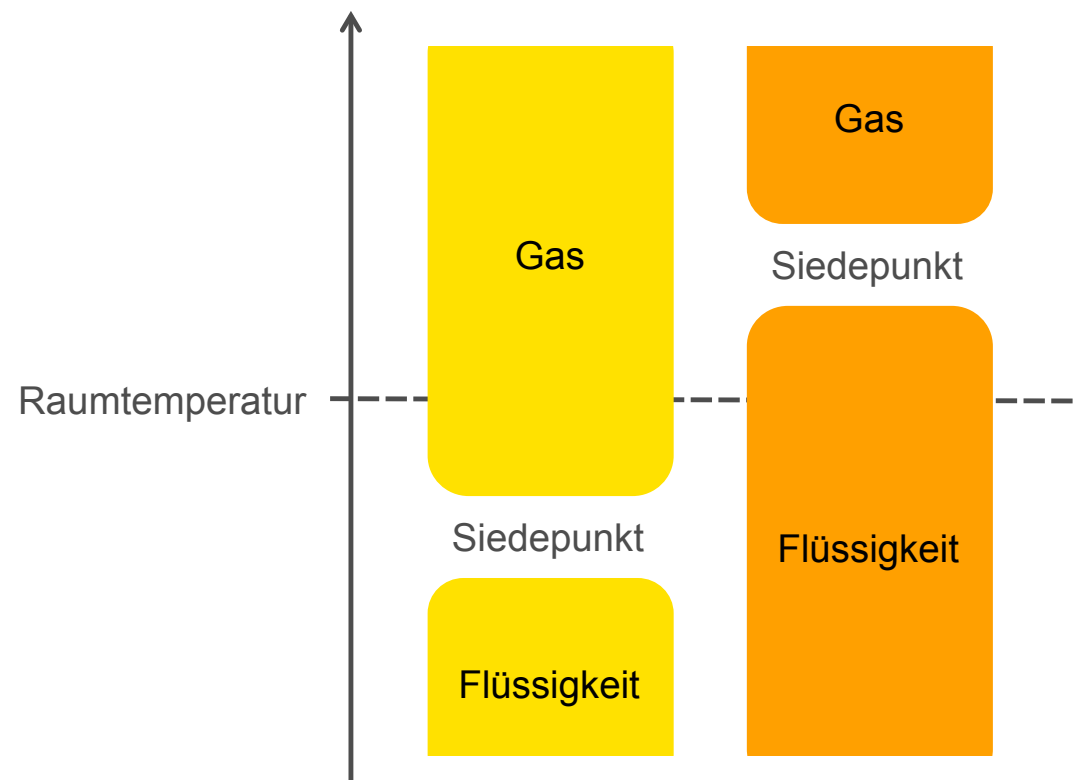 Gas
Gas
Siedepunkt
Raumtemperatur
Siedepunkt
Flüssigkeit
Flüssigkeit